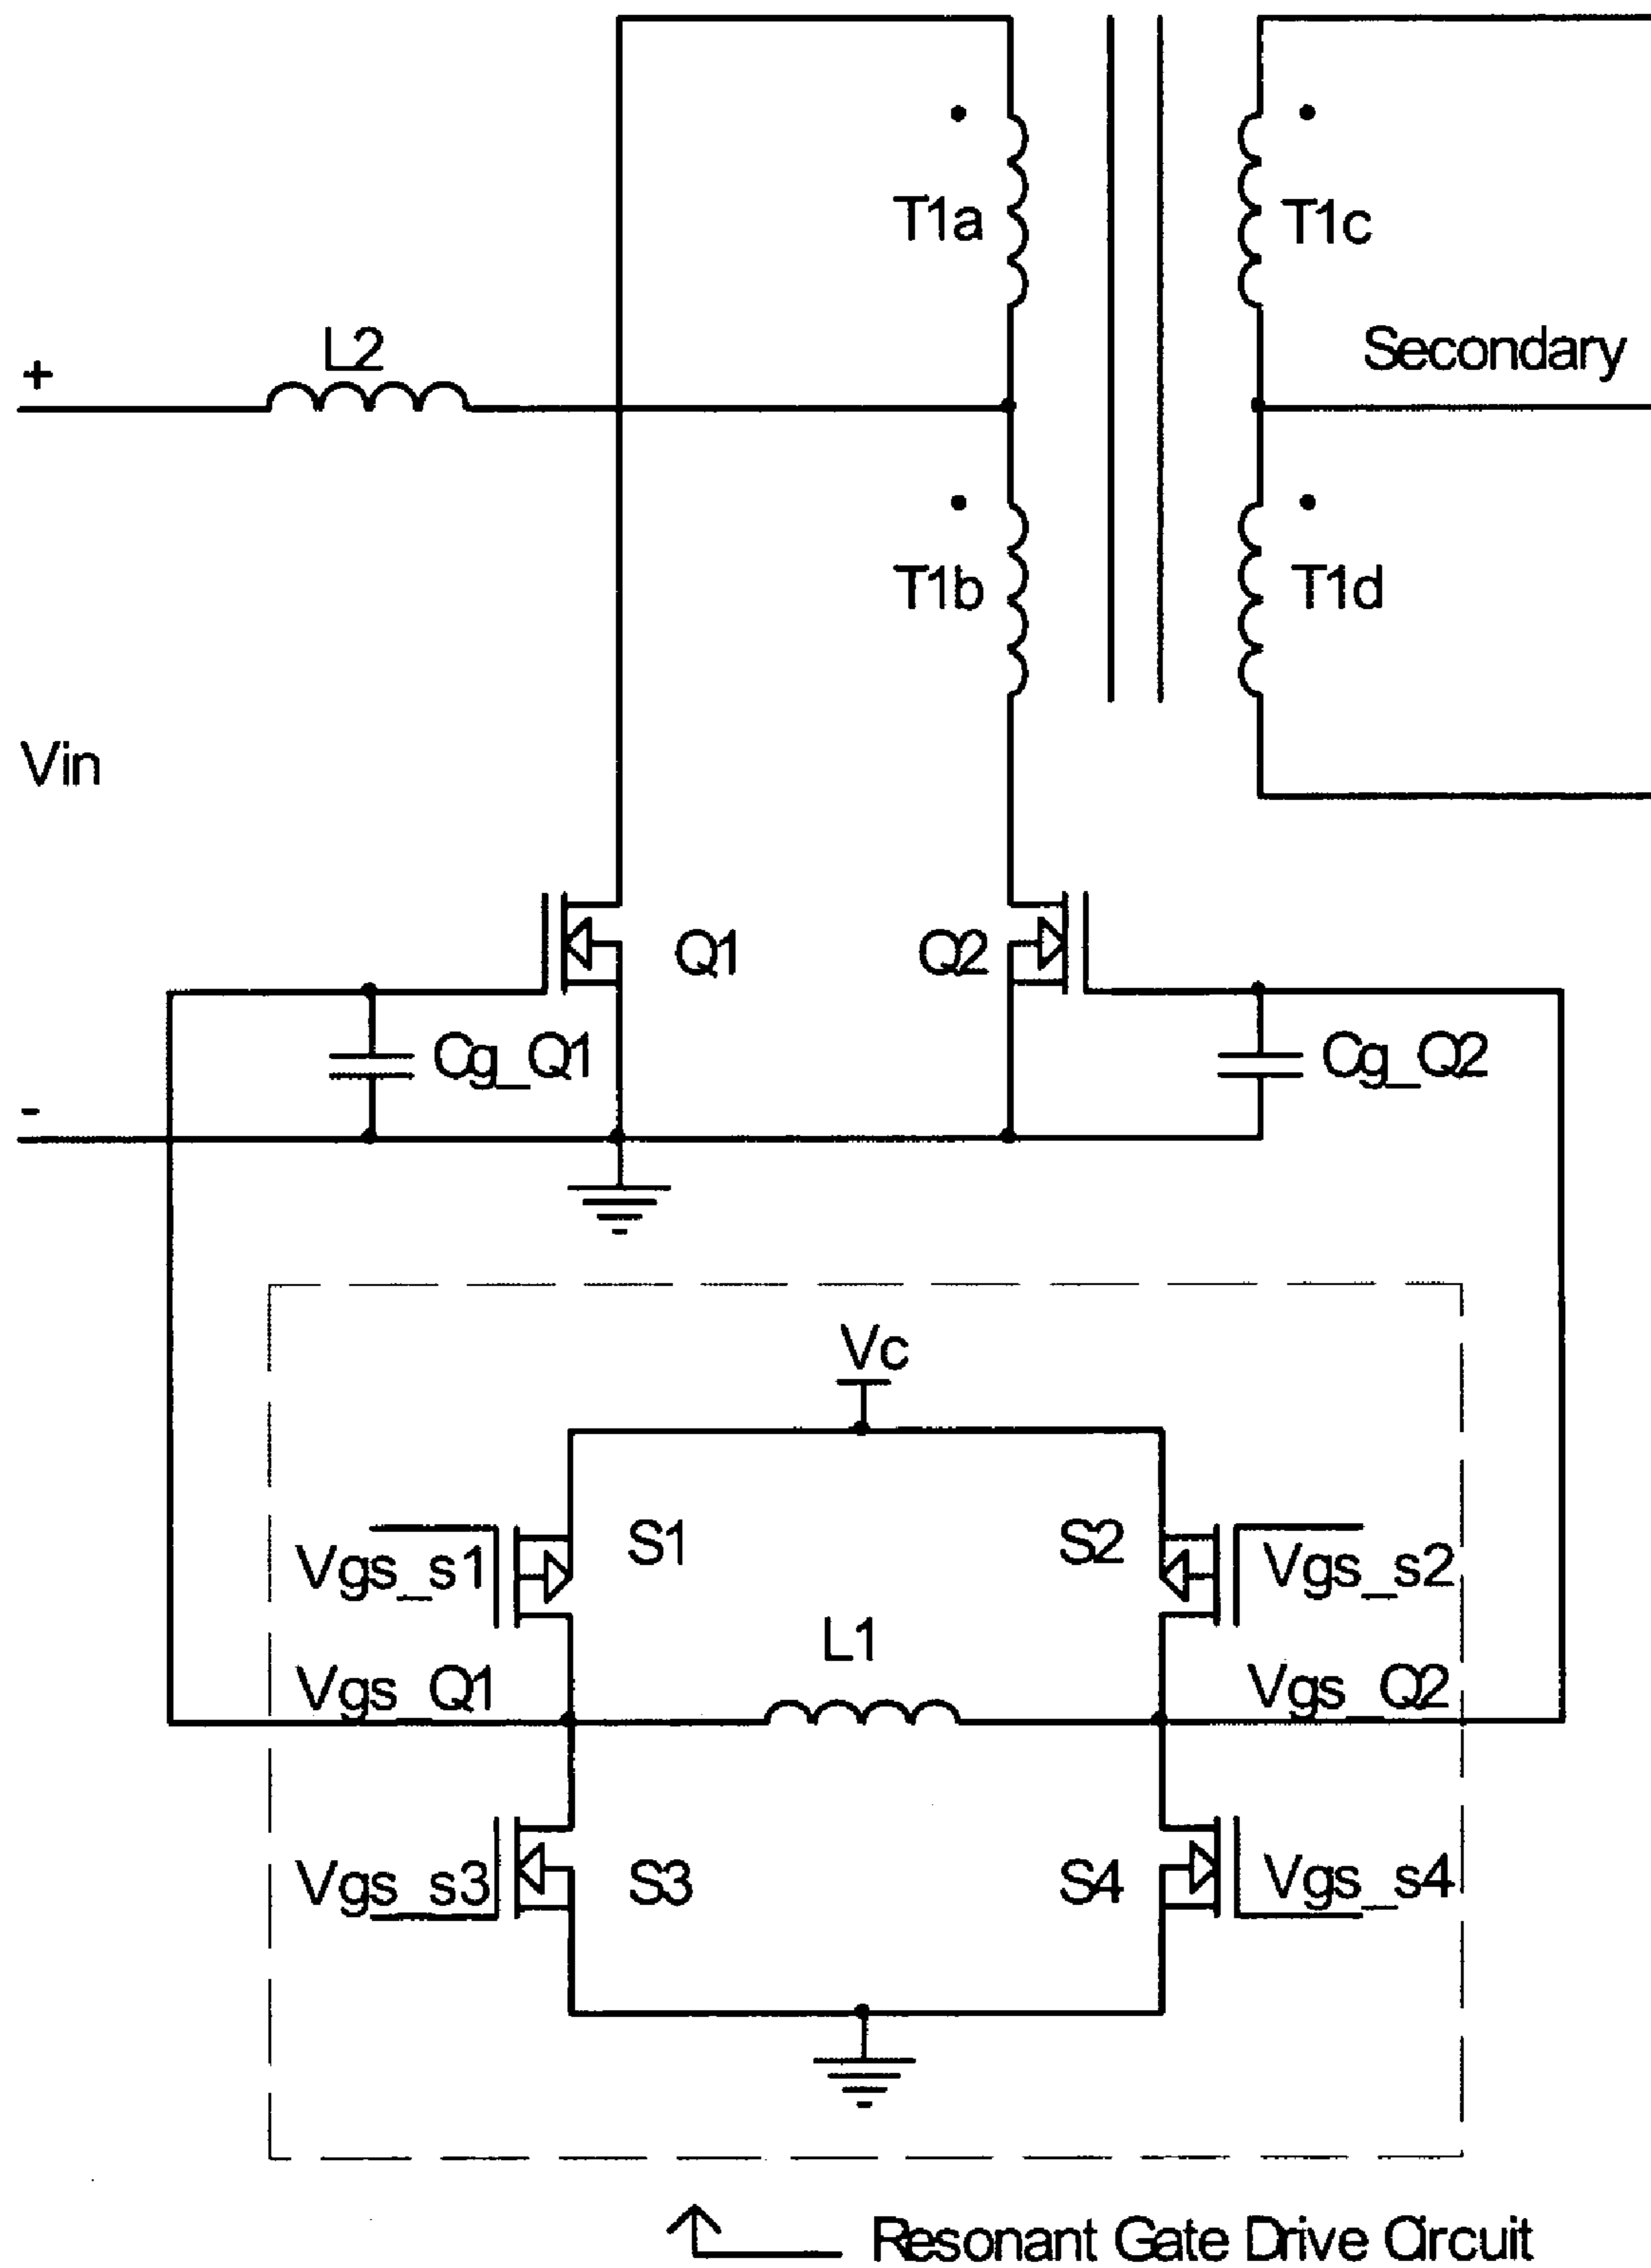 T1a
T1c
+
L2
Secondary
T1b
T1d
Vin
Q1
Q2
Cg_Q1
Cg_Q2
-
Vc
S1
S2
Vgs_s1
Vgs_s2
L1
Vgs_Q1
Vgs_Q2
Vgs_s3
S3
S4
Vgs_s4
Resonant Gate Drive Circuit